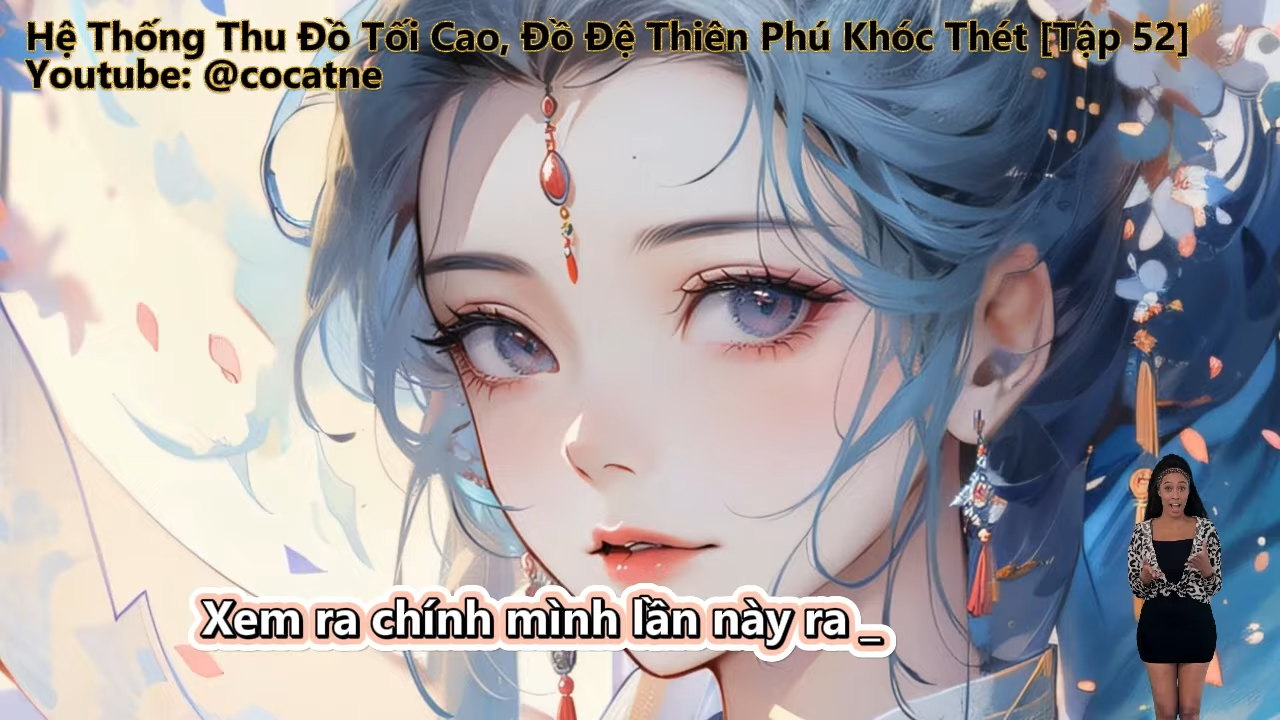 Hệ Thống Thu Đồ Tối Cao, Đồ Đệ Thiên Phú Khóc Thét [Tập 52]
Youtube: @cocatne
Xem ra chính mình lần này ra _